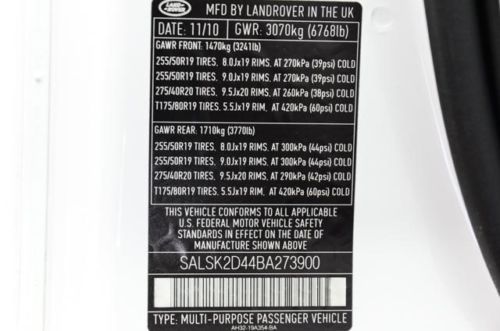 LAND
ROVER
MFD BY LANDROVER IN THE UK
DATE: 11/10 GWR: 3070kg (6768lb)
GAWR FRONT: 1470kg (3241lb)
255/50R19 TIRES, 8.0Jx19 RIMS, AT 270kPa (39psi) COLD
255/50R19 TIRES, 9.0Jx19 RIMS, AT 270kPa (39psi) COLD
275/40R20 TIRES, 9.5Jx20 RIMS, AT 260kPa (38psi) COLD
T175/80R19 TIRES, 5.5Jx19 RIM, AT 420kPa (60psi) COLD
GAWR REAR: 1710kg (3770lb)
255/50R19 TIRES, 8.0Jx19 RIMS, AT 300kPa (44psi) COLD
255/50R19 TIRES, 9.0Jx19 RIMS, AT 300kPa (44psi) COLD
275/40R20 TIRES, 9.5Jx20 RIMS, AT 290kPa (42psi) COLD
T175/80R19 TIRES, 5.5Jx19 RIM, AT 420kPa (60psi) COLD
THIS VEHICLE CONFORMS TO ALL APPLICABLE
U.S. FEDERAL MOTOR VEHICLE SAFETY
STANDARDS IN EFFECT ON THE DATE OF
MANUFACTURE SHOWN ABOVE
SALSK2D44BA273900
TYPE: MULTI-PURPOSE PASSENGER VEHICLE
AH32-19A354-BA